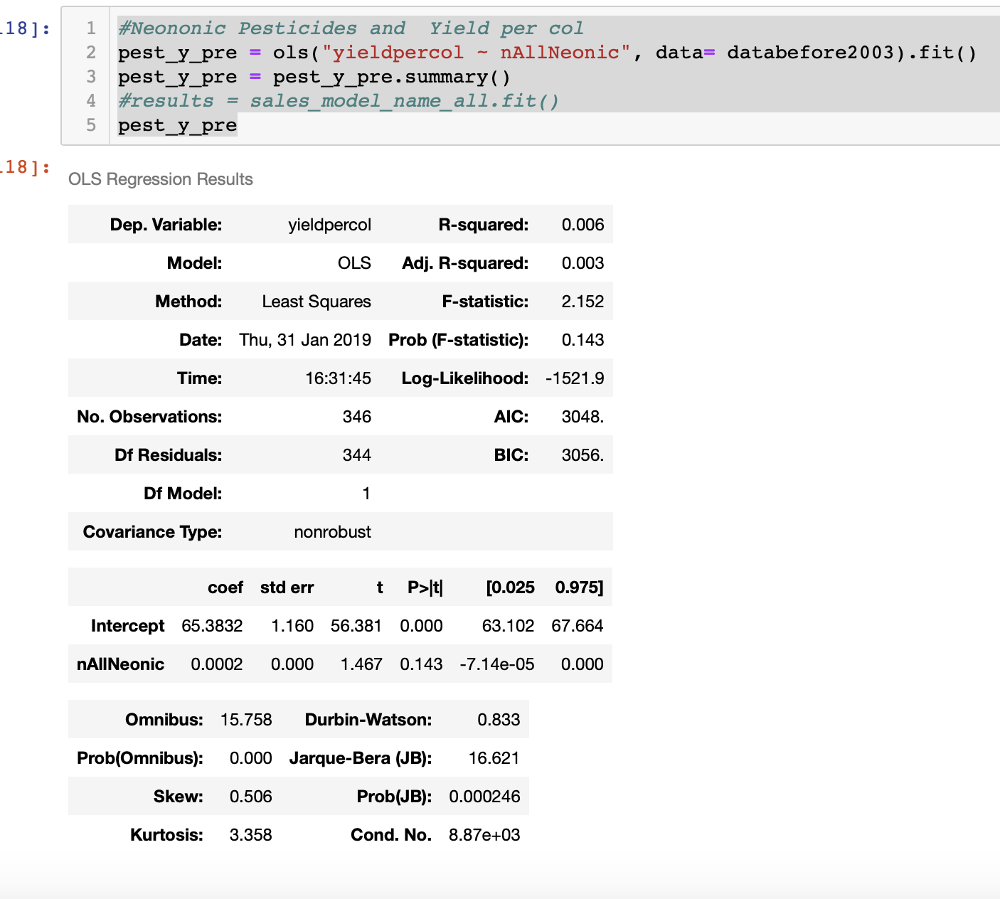 18]:
1 #Neononic Pesticides and  Yield per col
2 pest_y_pre = ols("yieldpercol ~ nAllNeonic", data= databefore2003).fit()
3 pest_y_pre = pest_y_pre.summary()
4 #results = sales_model_name_all.fit()
5 pest_y_pre
18]:
OLS Regression Results
Dep. Variable: yieldpercol R-squared: 0.006
Model: OLS Adj. R-squared: 0.003
Method: Least Squares F-statistic: 2.152
Date: Thu, 31 Jan 2019 Prob (F-statistic): 0.143
Time: 16:31:45 Log-Likelihood: -1521.9
No. Observations: 346 AIC: 3048.
Df Residuals: 344 BIC: 3056.
Df Model: 1
Covariance Type: nonrobust
coef std err t P>|t| [0.025 0.975]
Intercept 65.3832 1.160 56.381 0.000 63.102 67.664
nAllNeonic 0.0002 0.000 1.467 0.143 -7.14e-05 0.000
Omnibus: 15.758 Durbin-Watson: 0.833
Prob(Omnibus): 0.000 Jarque-Bera (JB): 16.621
Skew: 0.506 Prob(JB): 0.000246
Kurtosis: 3.358 Cond. No. 8.87e+03